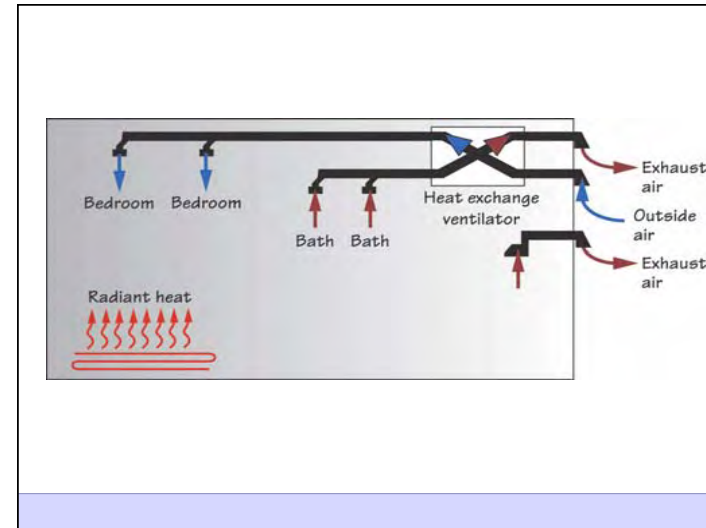 Bedroom
Bedroom
Bath
Bath
Heat exchange
ventilator
Exhaust
air
Outside
air
Exhaust
air
Radiant heat